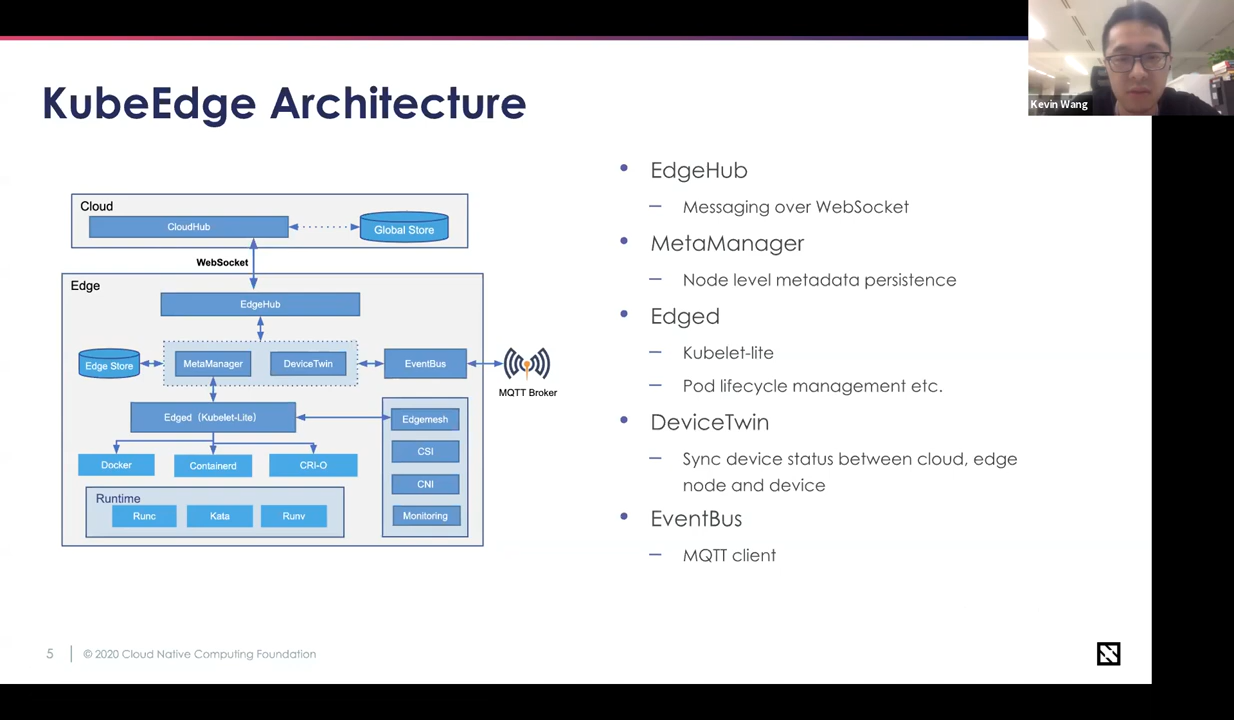 Kevin Wang
KubeEdge Architecture
Cloud
CloudHub
Global Store
WebSocket
Edge
EdgeHub
Edge Store
MetaManager
DeviceTwin
EventBus
MQTT Broker
Edged (Kubelet-Lite)
Edgemesh
CSI
CNI
Monitoring
Docker
Containerd
CRI-O
Runtime
Runc
Kata
Runv
• EdgeHub
– Messaging over WebSocket
• MetaManager
– Node level metadata persistence
• Edged
– Kubelet-lite
– Pod lifecycle management etc.
• DeviceTwin
– Sync device status between cloud, edge
node and device
• EventBus
– MQTT client
5
© 2020 Cloud Native Computing Foundation